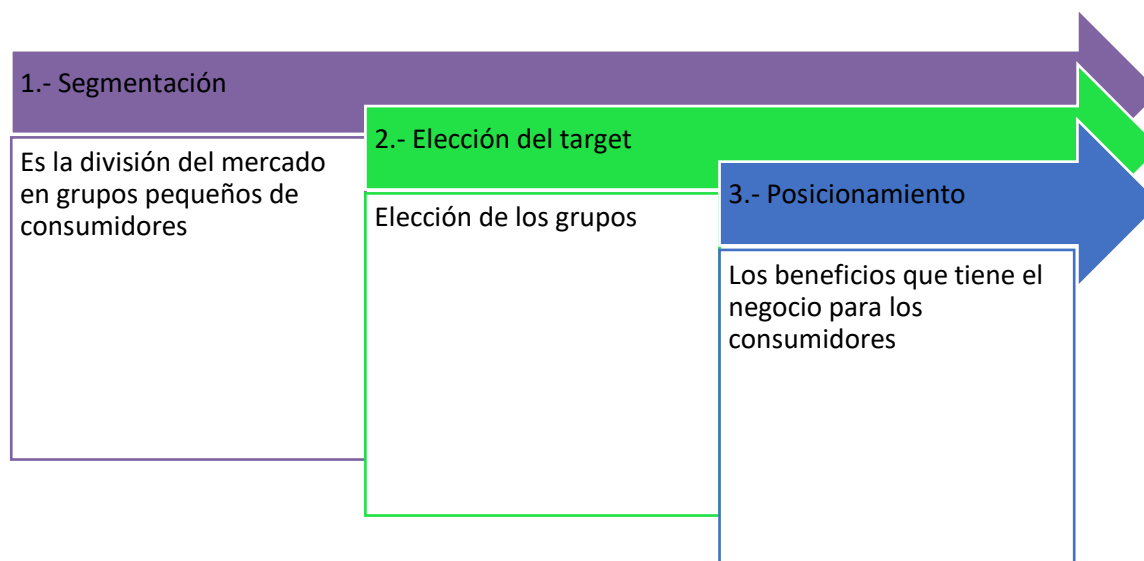 1.- Segmentación
Es la división del mercado
en grupos pequeños de
consumidores
2.- Elección del target
Elección de los grupos
3.- Posicionamiento
Los beneficios que tiene el
negocio para los
consumidores